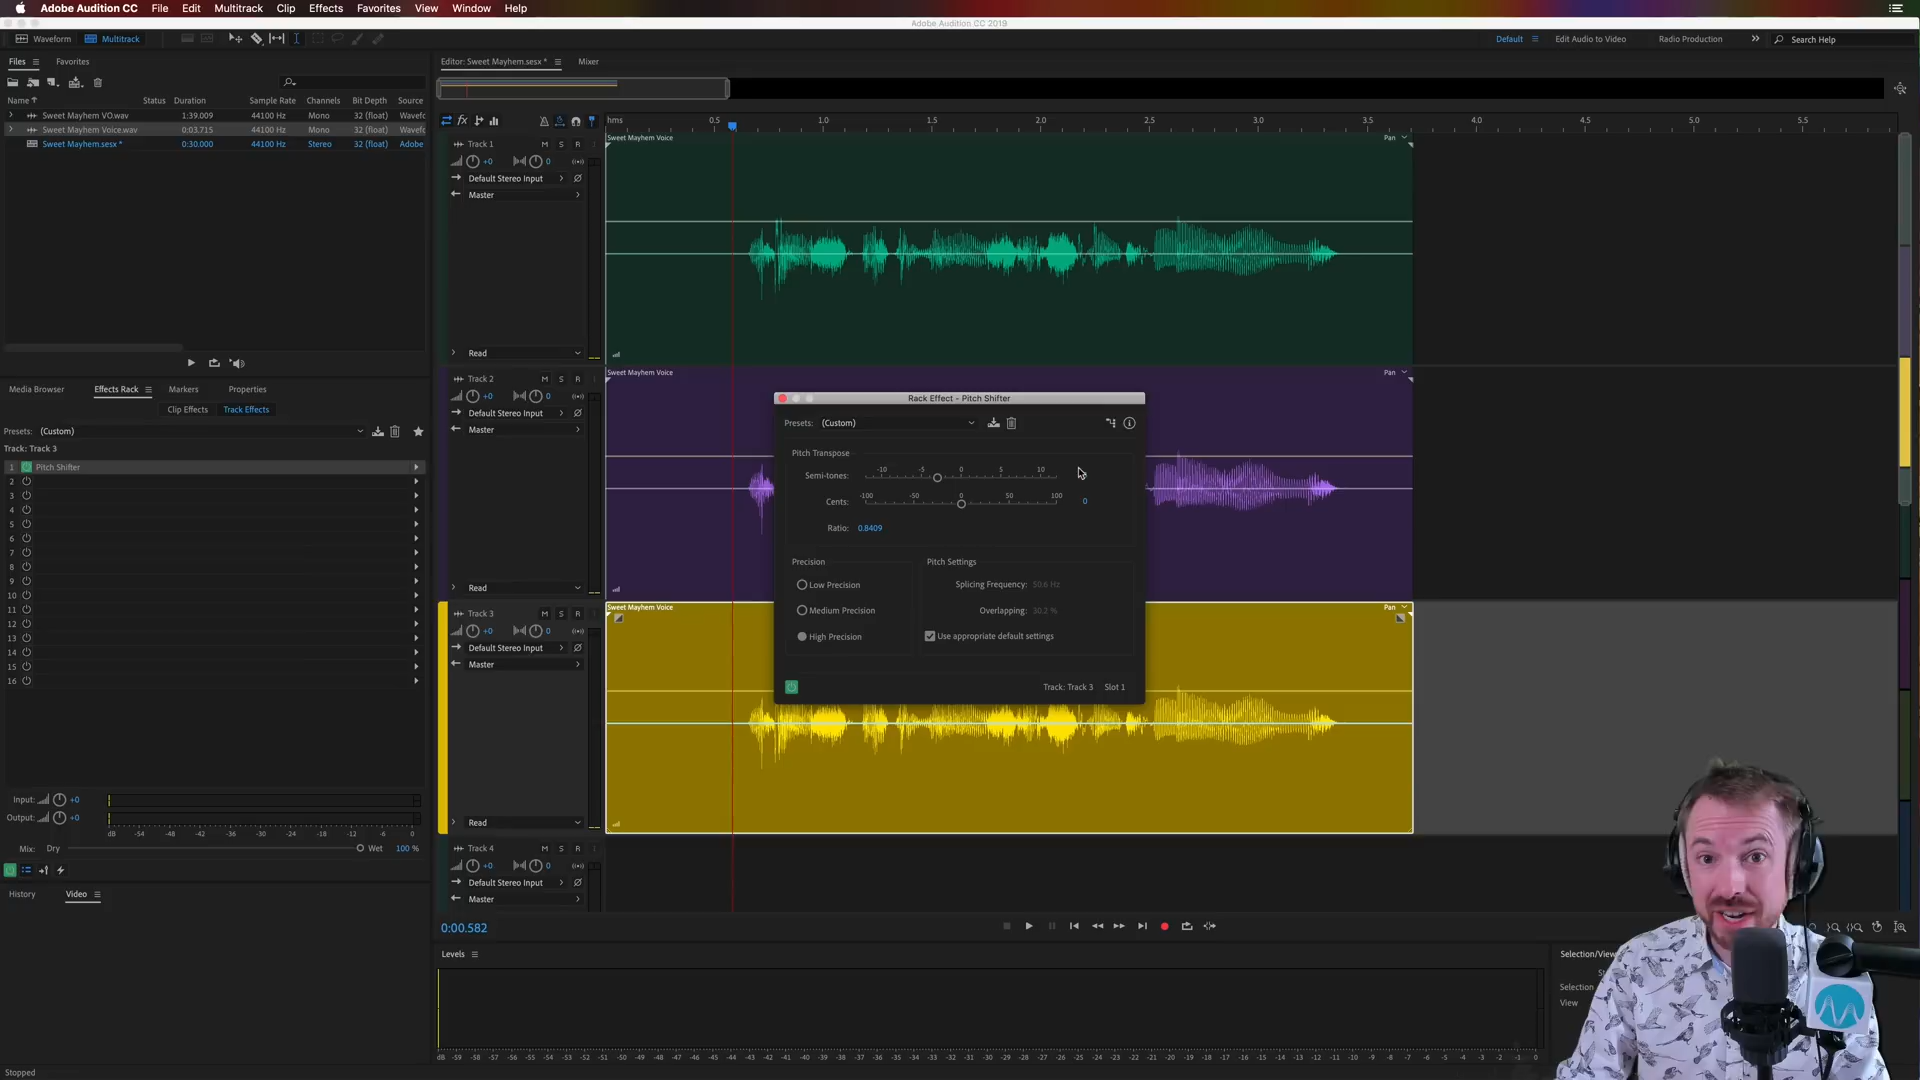 Adobe Audition CC File Edit Multitrack Clip Effects Favorites View Window Help
Adobe Audition CC 2019
Waveform Multitrack Default Edit Audio to Video Radio Production Search Help
Files Favorites Editor: Sweet Mayhem.sesx * Mixer
Name Status Duration Sample Rate Channels Bit Depth Source
Sweet Mayhem VO.wav 1:39.009 44100 Hz Mono 32 (float) Wavefo
Sweet Mayhem Voice.wav 0:03.715 44100 Hz Mono 32 (float) Wavefo
Sweet Mayhem.sesx * 0:30.000 44100 Hz Stereo 32 (float) Adobe
fx hms 0.5 1.0 1.5 2.0 2.5 3.0 3.5 4.0 4.5 5.0 5.5
Sweet Mayhem Voice Pan
Track 1 M S R
+0 0
Default Stereo Input
Master
Read
Sweet Mayhem Voice Pan
Track 2 M S R
+0 0
Default Stereo Input
Master
Read
Sweet Mayhem Voice Pan
Track 3 M S R
+0 0
Default Stereo Input
Master
Read
Track 4 M S R
+0 0
Default Stereo Input
Master
Media Browser Effects Rack Markers Properties
Clip Effects Track Effects
Presets: (Custom)
Track: Track 3
1 Pitch Shifter
2
3
4
5
6
7
8
9
10
11
12
13
14
15
16
Input: +0
Output: +0
dB -54 -48 -42 -36 -30 -24 -18 -12 -6 0
Mix: Dry Wet 100 %
History Video
Rack Effect - Pitch Shifter
Presets: (Custom)
Pitch Transpose
-10 -5 0 5 10
Semi-tones:
-100 -50 0 50 100
Cents: 0
Ratio: 0.8409
Precision Pitch Settings
Low Precision Splicing Frequency: 50.6 Hz
Medium Precision Overlapping: 30.2 %
High Precision Use appropriate default settings
Track: Track 3 Slot 1
0:00.582
Levels
Selection/View
Selection
View
dB -59 -58 -57 -56 -55 -54 -53 -52 -51 -50 -49 -48 -47 -46 -45 -44 -43 -42 -41 -40 -39 -38 -37 -36 -35 -34 -33 -32 -31 -30 -29 -28 -27 -26 -25 -24 -23 -22 -21 -20 -19 -18 -17 -16 -15 -14 -13 -12 -11 -10 -9 -8 -7 -6 -5 -4 -3 -2 -1 0
Stopped